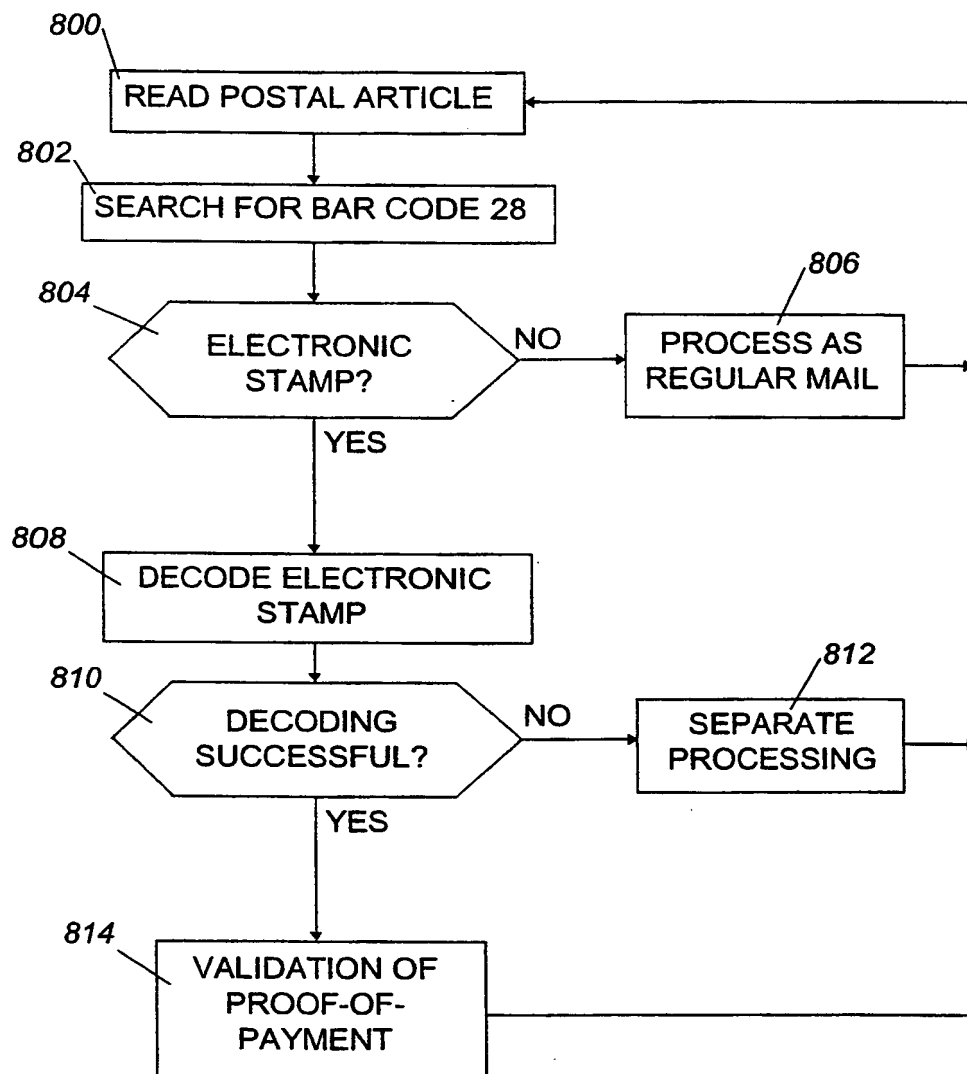 800
READ POSTAL ARTICLE
802
SEARCH FOR BAR CODE 28
804
ELECTRONIC
STAMP?
NO
806
PROCESS AS
REGULAR MAIL
YES
808
DECODE ELECTRONIC
STAMP
810
DECODING
SUCCESSFUL?
NO
812
SEPARATE
PROCESSING
YES
814
VALIDATION OF
PROOF-OF-
PAYMENT